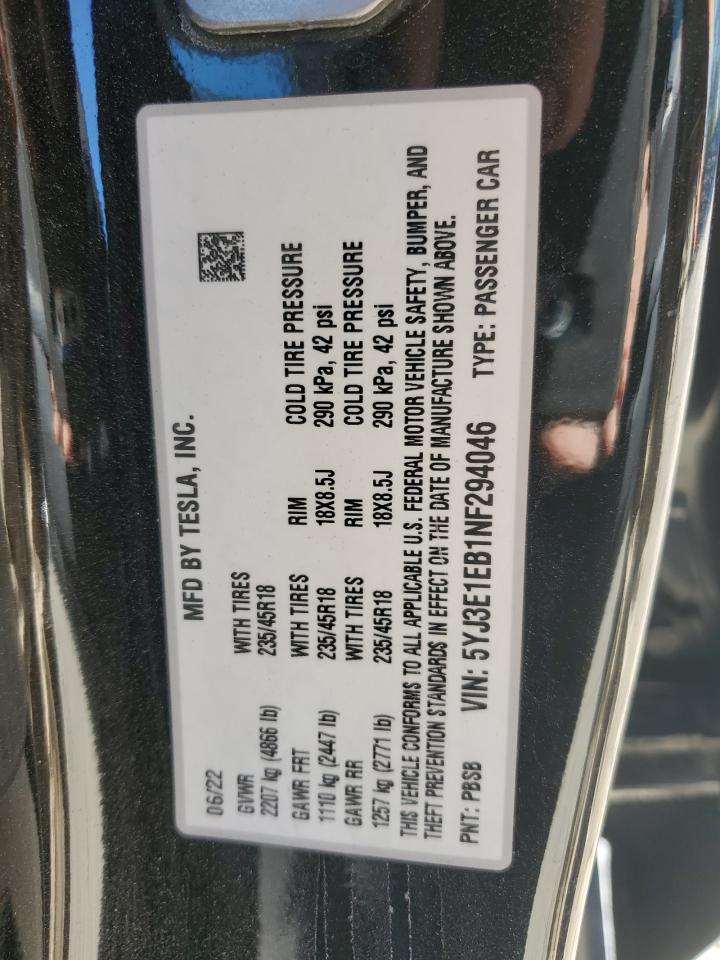 MFD BY TESLA, INC.
06/22
GVWR WITH TIRES
2207 kg (4866 lb) 235/45R18
GAWR FRT WITH TIRES RIM COLD TIRE PRESSURE
1110 kg (2447 lb) 235/45R18 18X8.5J 290 kPa, 42 psi
GAWR RR WITH TIRES RIM COLD TIRE PRESSURE
1257 kg (2771 lb) 235/45R18 18X8.5J 290 kPa, 42 psi
THIS VEHICLE CONFORMS TO ALL APPLICABLE U.S. FEDERAL MOTOR VEHICLE SAFETY, BUMPER, AND
THEFT PREVENTION STANDARDS IN EFFECT ON THE DATE OF MANUFACTURE SHOWN ABOVE.
PNT: PBSB VIN: 5YJ3E1EB1NF294046 TYPE: PASSENGER CAR